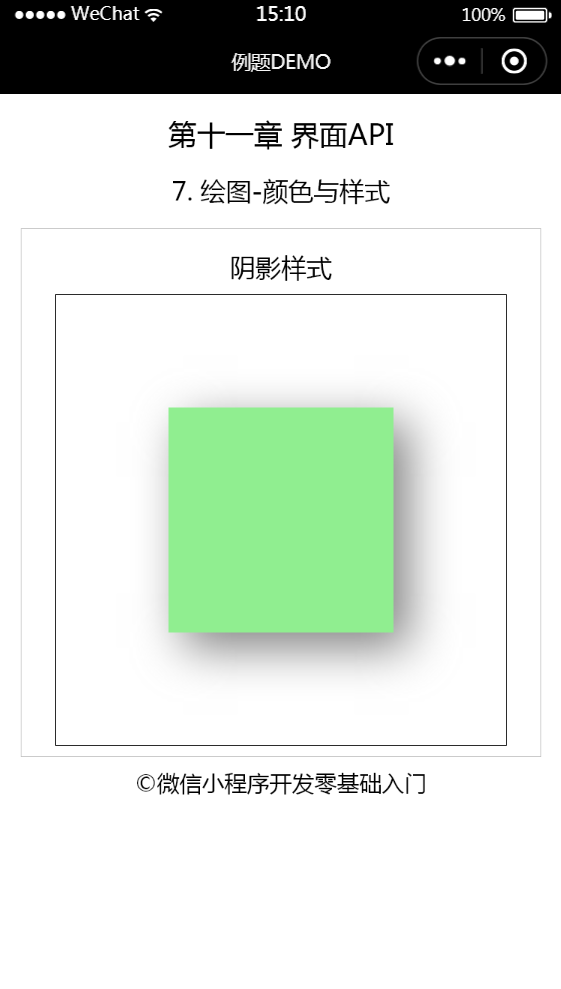 WeChat 15:10 100%
例题DEMO
第十一章 界面API
7. 绘图-颜色与样式
阴影样式
©微信小程序开发零基础入门